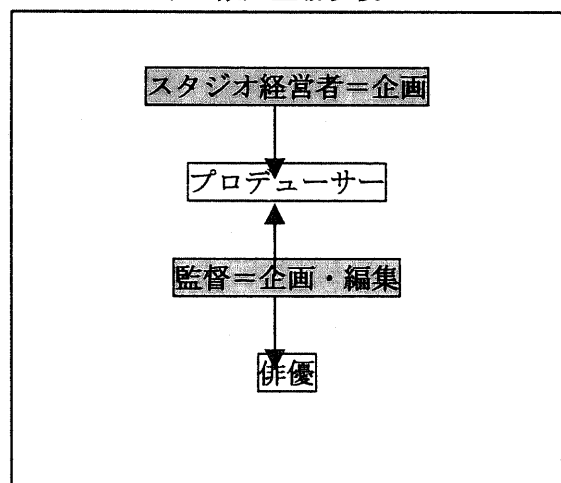 スタジオ経営者＝企画
プロデューサー
監督＝企画・編集
俳優